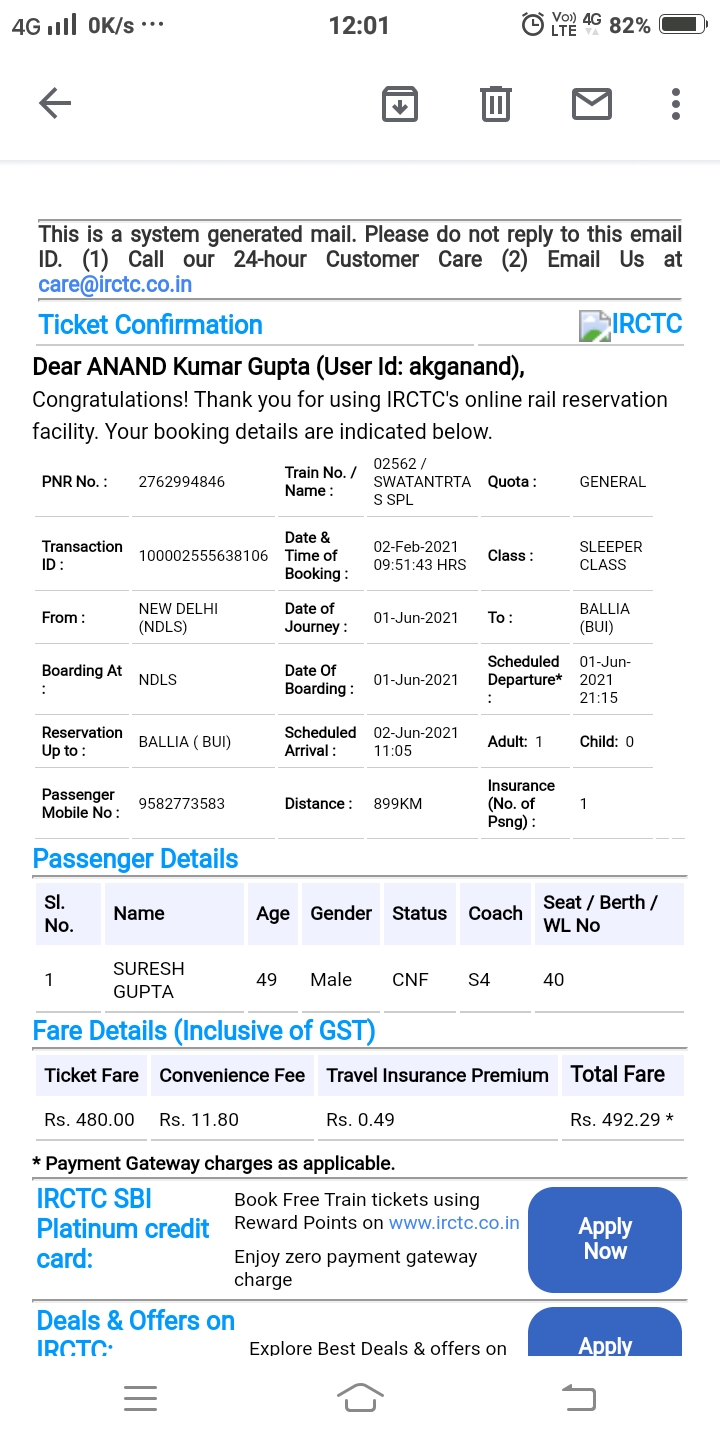 4G 0K/s ··· 12:01 Vo)) LTE 4G 82%
This is a system generated mail. Please do not reply to this email
ID. (1) Call our 24-hour Customer Care (2) Email Us at
care@irctc.co.in
Ticket Confirmation IRCTC
Dear ANAND Kumar Gupta (User Id: akganand),
Congratulations! Thank you for using IRCTC's online rail reservation
facility. Your booking details are indicated below.
PNR No. : 2762994846 Train No. / Name : 02562 / SWATANTRTA S SPL Quota : GENERAL
Transaction ID : 100002555638106 Date & Time of Booking : 02-Feb-2021 09:51:43 HRS Class : SLEEPER CLASS
From : NEW DELHI (NDLS) Date of Journey : 01-Jun-2021 To : BALLIA (BUI)
Boarding At : NDLS Date Of Boarding : 01-Jun-2021 Scheduled Departure* : 01-Jun-2021 21:15
Reservation Up to : BALLIA ( BUI) Scheduled Arrival : 02-Jun-2021 11:05 Adult: 1 Child: 0
Passenger Mobile No : 9582773583 Distance : 899KM Insurance (No. of Psng) : 1
Passenger Details
Sl. No. Name Age Gender Status Coach Seat / Berth / WL No
1 SURESH GUPTA 49 Male CNF S4 40
Fare Details (Inclusive of GST)
Ticket Fare Convenience Fee Travel Insurance Premium Total Fare
Rs. 480.00 Rs. 11.80 Rs. 0.49 Rs. 492.29 *
* Payment Gateway charges as applicable.
IRCTC SBI Platinum credit card:
Book Free Train tickets using
Reward Points on www.irctc.co.in
Enjoy zero payment gateway
charge
Apply Now
Deals & Offers on
IRCTC:
Explore Best Deals & offers on
Apply